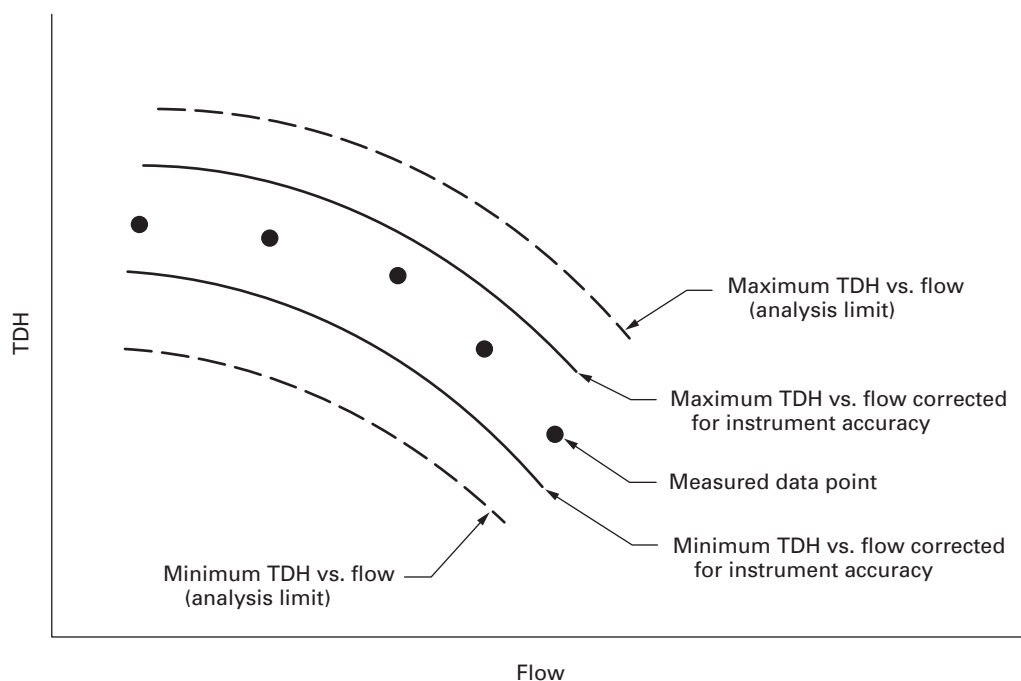 Maximum TDH vs. flow
(analysis limit)
TDH
Maximum TDH vs. flow corrected
for instrument accuracy
Measured data point
Minimum TDH vs. flow corrected
for instrument accuracy
Minimum TDH vs. flow
(analysis limit)
Flow